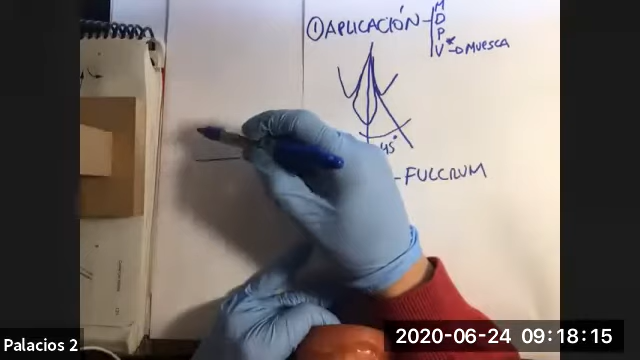 ① APLICACIÓN
M
D
P
V* → MUESCA
45°
- FULCRUM
Palacios 2
2020-06-24 09:18:15